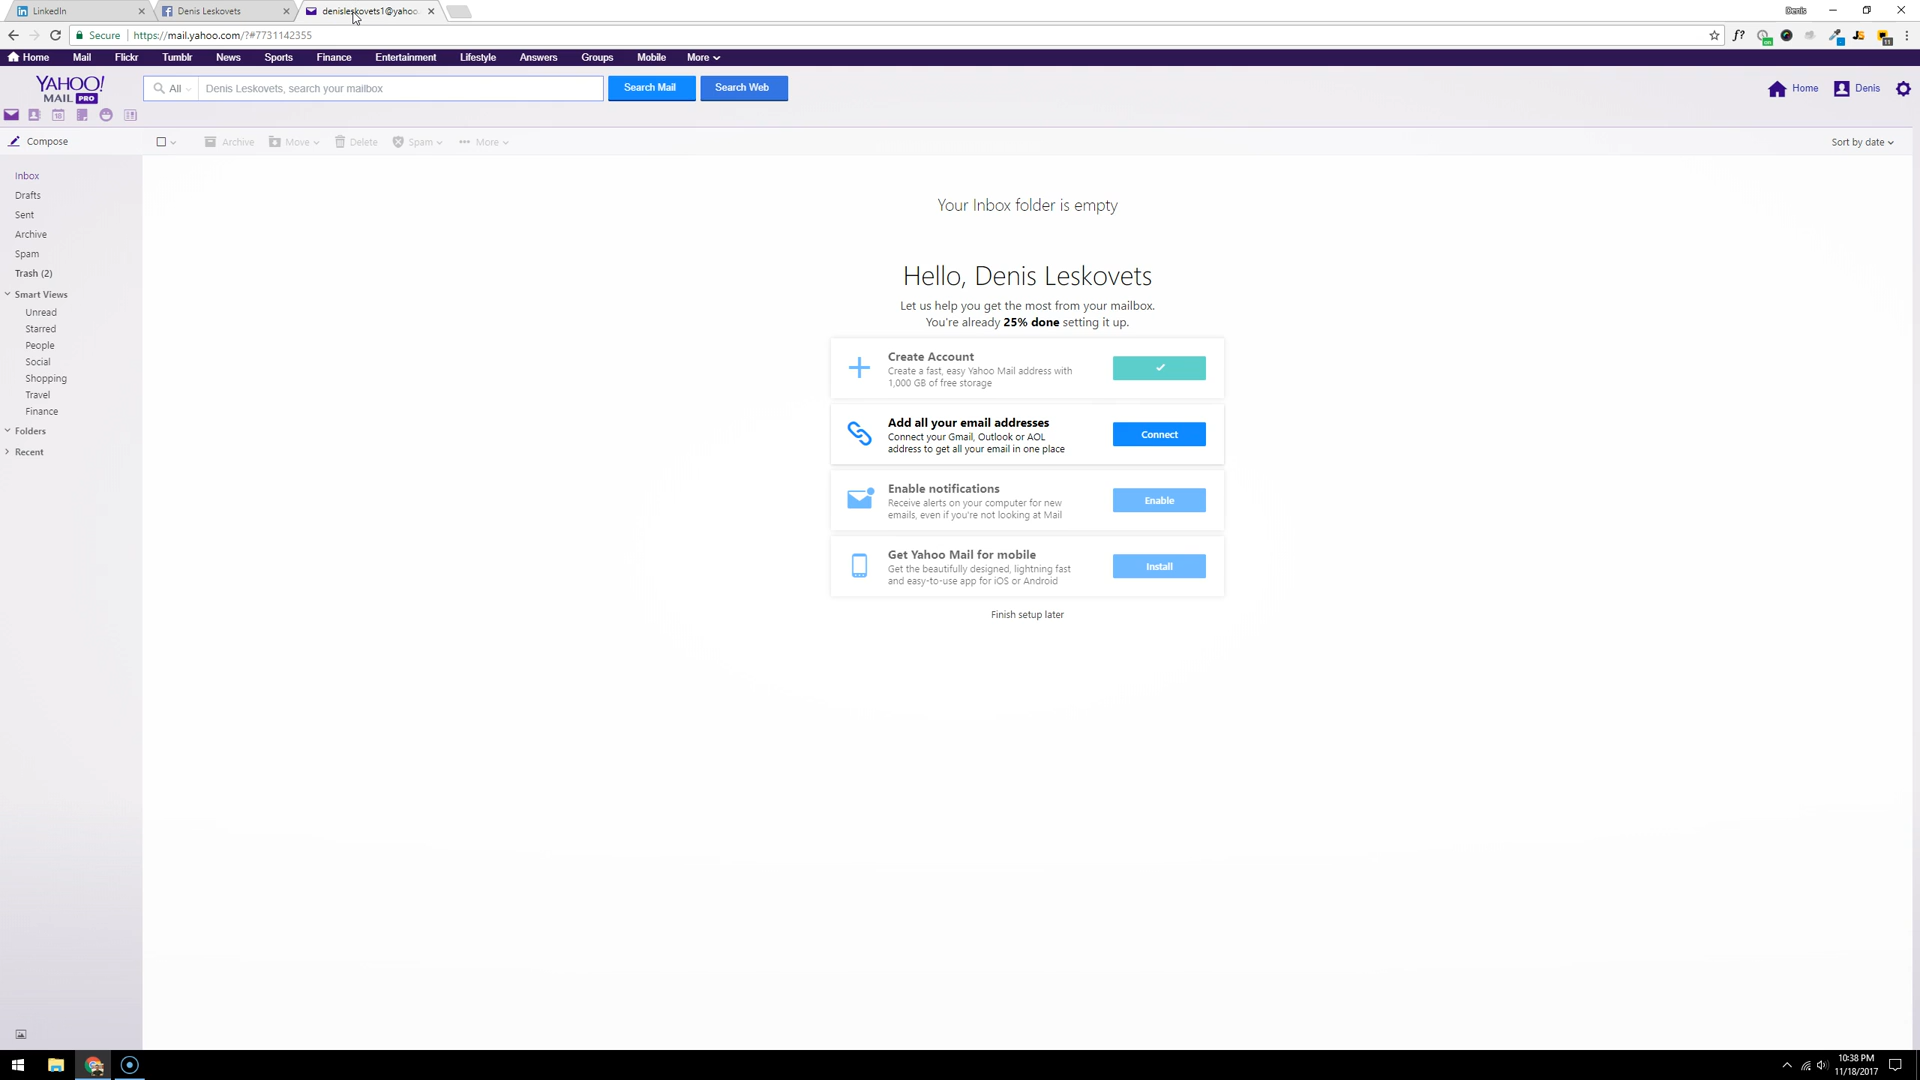 LinkedIn
Denis Leskovets
denisleskovets1@yahoo.
Denis
Secure
https://mail.yahoo.com/?#7731142355
Home
Mail
Flickr
Tumblr
News
Sports
Finance
Entertainment
Lifestyle
Answers
Groups
Mobile
More
YAHOO!
MAIL PRO
All
Denis Leskovets, search your mailbox
Search Mail
Search Web
Home
Denis
Compose
Archive
Move
Delete
Spam
More
Sort by date
Inbox
Drafts
Sent
Archive
Spam
Trash (2)
Smart Views
Unread
Starred
People
Social
Shopping
Travel
Finance
Folders
Recent
Your Inbox folder is empty
Hello, Denis Leskovets
Let us help you get the most from your mailbox.
You're already 25% done setting it up.
Create Account
Create a fast, easy Yahoo Mail address with
1,000 GB of free storage
Add all your email addresses
Connect your Gmail, Outlook or AOL
address to get all your email in one place
Connect
Enable notifications
Receive alerts on your computer for new
emails, even if you're not looking at Mail
Enable
Get Yahoo Mail for mobile
Get the beautifully designed, lightning fast
and easy-to-use app for iOS or Android
Install
Finish setup later
10:38 PM
11/18/2017